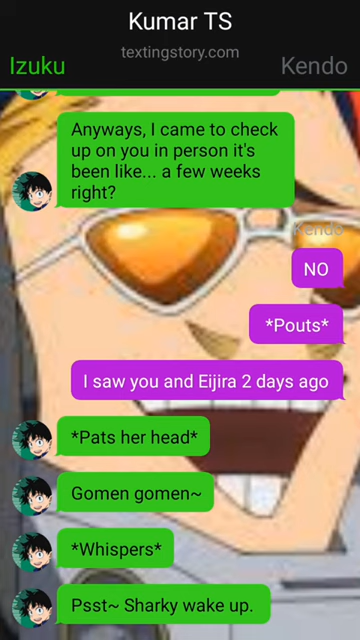 Kumar TS
textingstory.com
Izuku
Kendo
Anyways, I came to check
up on you in person it's
been like... a few weeks
right?
Kendo
NO
*Pouts*
I saw you and Eijira 2 days ago
*Pats her head*
Gomen gomen~
*Whispers*
Psst~ Sharky wake up.